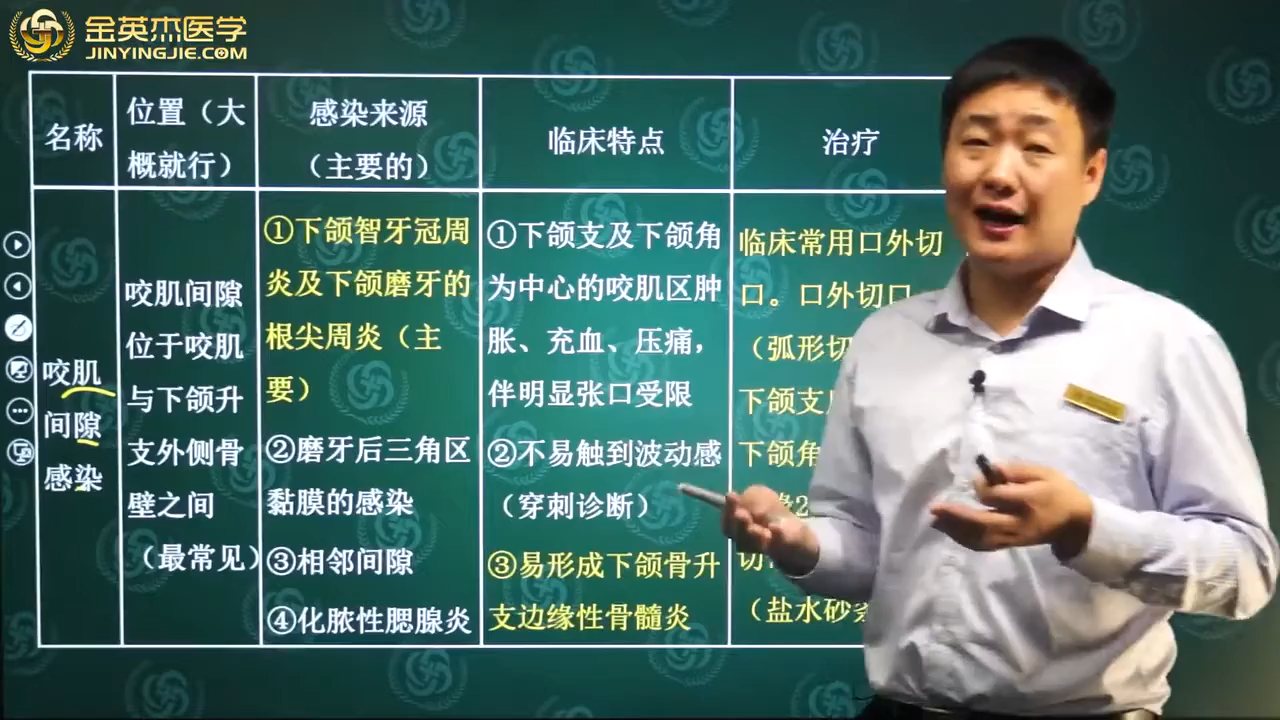 金英杰医学
JINYINGJIE.COM
名称
位置（大
概就行）
感染来源
（主要的）
临床特点
治疗
咬肌
间隙
感染
咬肌间隙
位于咬肌
与下颌升
支外侧骨
壁之间
（最常见）
①下颌智牙冠周
炎及下颌磨牙的
根尖周炎（主
要）
②磨牙后三角区
黏膜的感染
③相邻间隙
④化脓性腮腺炎
①下颌支及下颌角
为中心的咬肌区肿
胀、充血、压痛，
伴明显张口受限
②不易触到波动感
（穿刺诊断）
③易形成下颌骨升
支边缘性骨髓炎
临床常用口外切
口。口外切口
（弧形切
下颌支
下颌角
2
切
（盐水砂